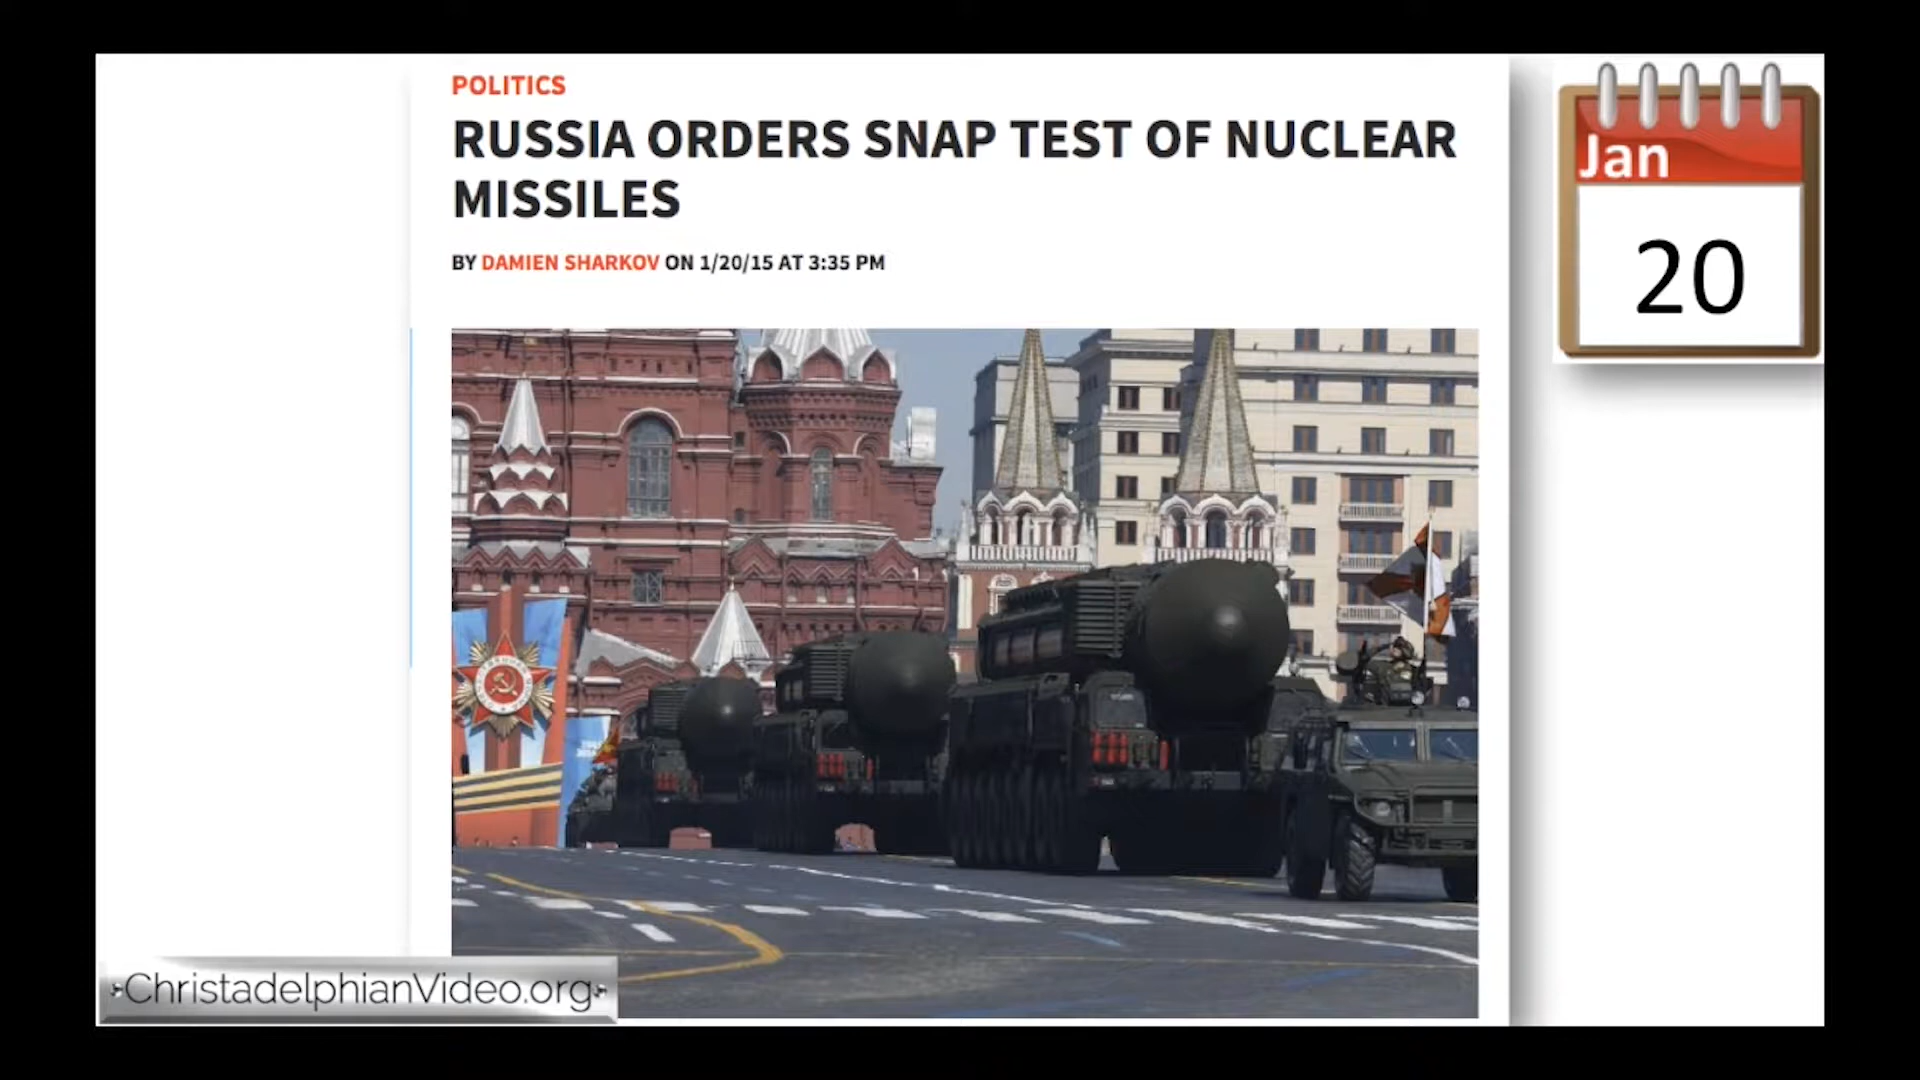 POLITICS
RUSSIA ORDERS SNAP TEST OF NUCLEAR
MISSILES
BY DAMIEN SHARKOV ON 1/20/15 AT 3:35 PM
Jan
20
ChristadelphianVideo.org